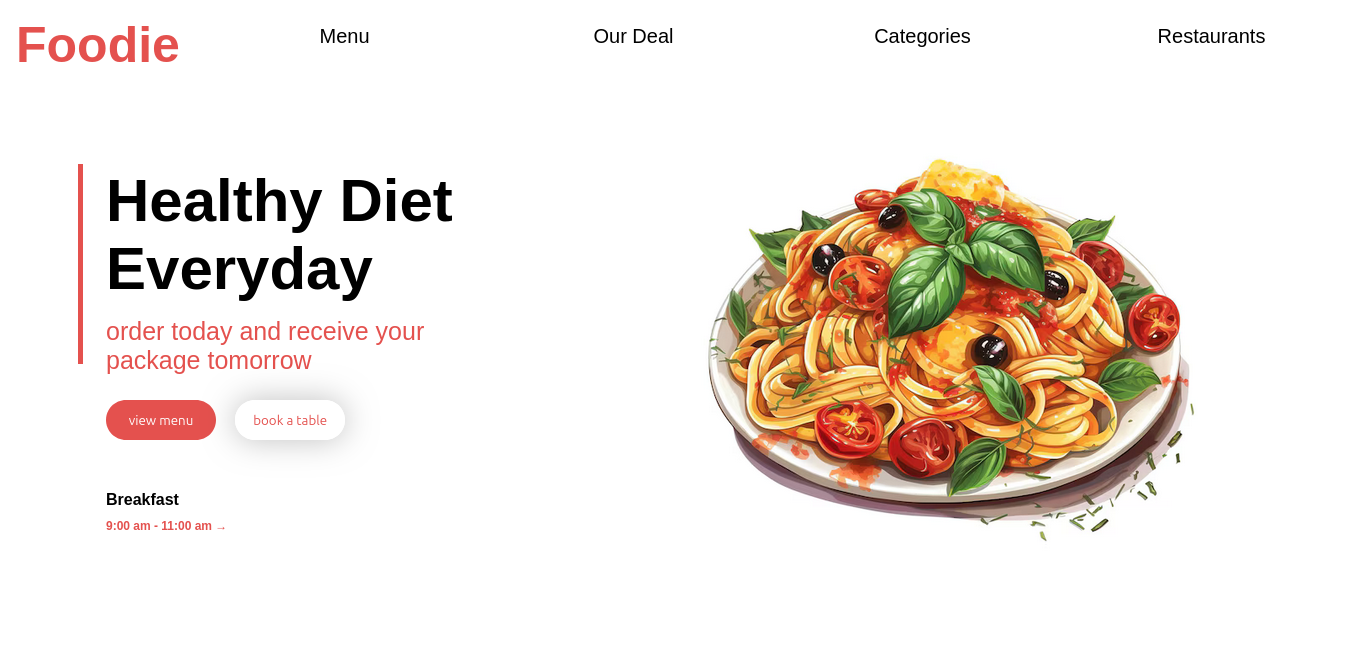 Foodie
Menu
Our Deal
Categories
Restaurants
Healthy Diet
Everyday
order today and receive your
package tomorrow
view menu
book a table
Breakfast
9:00 am - 11:00 am →